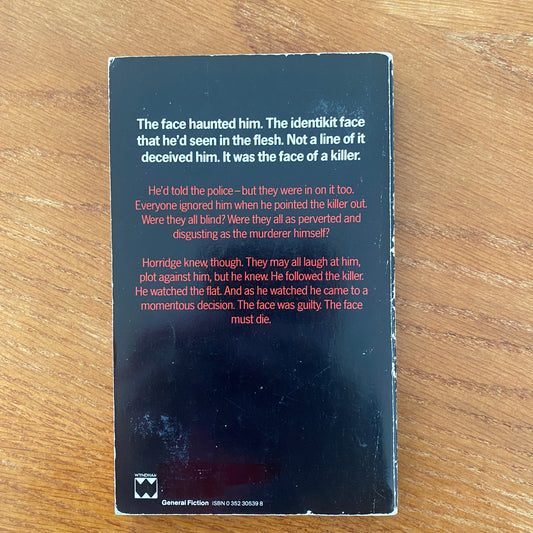 The face haunted him. The identikit face
that he'd seen in the flesh. Not a line of it
deceived him. It was the face of a killer.
He'd told the police–but they were in on it too.
Everyone ignored him when he pointed the killer out.
Were they all blind? Were they all as perverted and
disgusting as the murderer himself?
Horridge knew, though. They may all laugh at him,
plot against him, but he knew. He followed the killer.
He watched the flat. And as he watched he came to a
momentous decision. The face was guilty. The face
must die.
WYNDHAM
General Fiction ISBN 0 352 30539 8